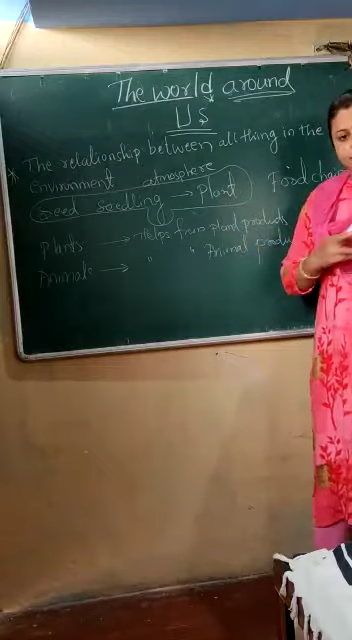 The world around
Us
* The relationship between all thing in the
Environment atmosphere
seed seedling → Plant Food chain
Plants → Helps from plant products
Animals → " " Animal produ